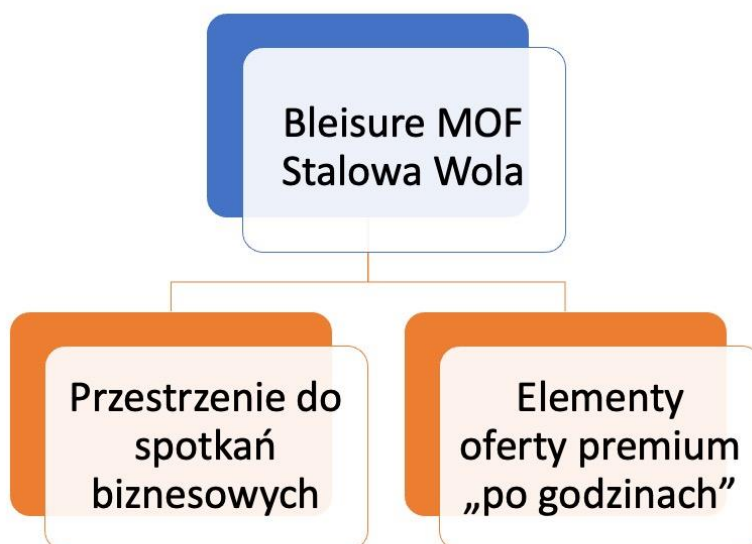 Bleisure MOF
Stalowa Wola
Przestrzenie do
spotkań
biznesowych
Elementy
oferty premium
„po godzinach”